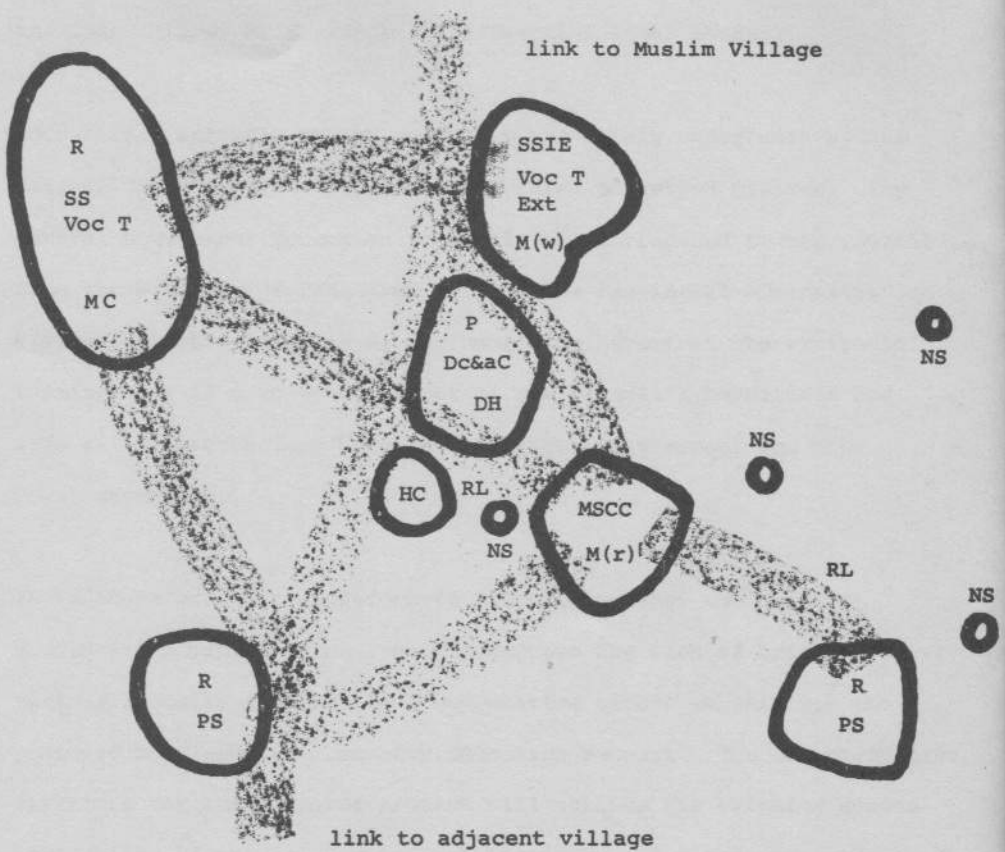 link to Muslim Village
R
SS
Voc T
MC
SSIE
Voc T
Ext
M(w)
P
Dc&aC
DH
NS
NS
HC
RL
NS
MSCC
M(r)
RL
NS
R
PS
R
PS
link to adjacent village